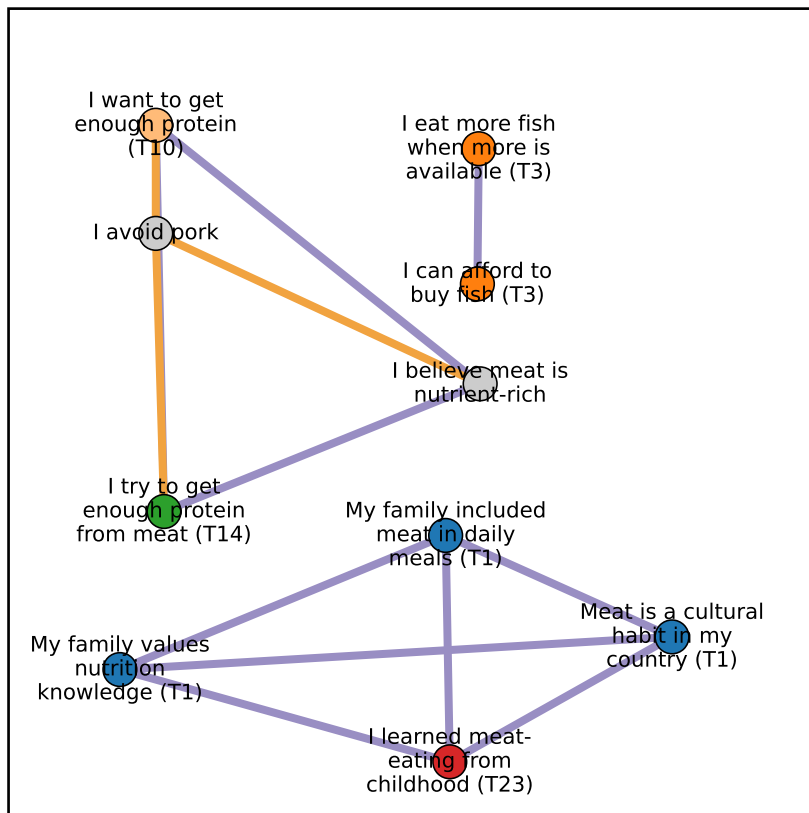 I want to get
enough protein
(T10)
I eat more fish
when more is
available (T3)
I avoid pork
I can afford to
buy fish (T3)
I believe meat is
nutrient-rich
I try to get
enough protein
from meat (T14)
My family included
meat in daily
meals (T1)
Meat is a cultural
habit in my
country (T1)
My family values
nutrition
knowledge (T1)
I learned meat-
eating from
childhood (T23)